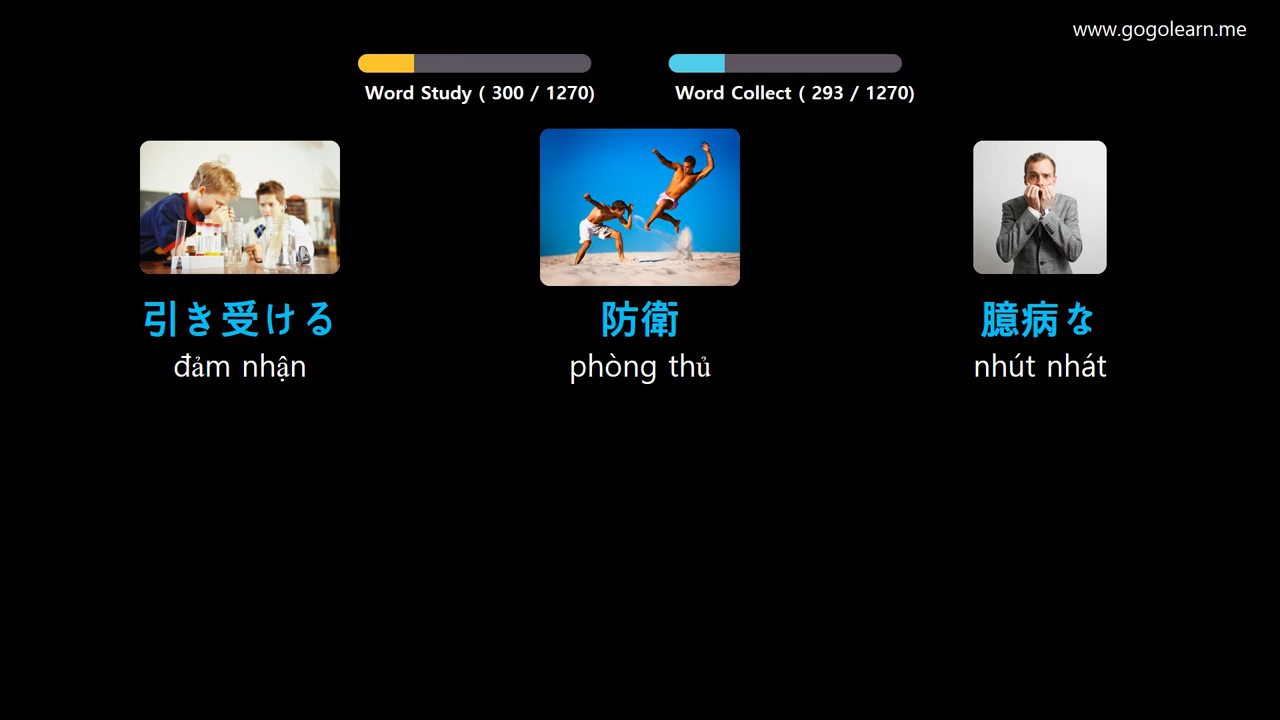 www.gogolearn.me
Word Study ( 300 / 1270)
Word Collect ( 293 / 1270)
引き受ける
đảm nhận
防衛
phòng thủ
臆病な
nhút nhát